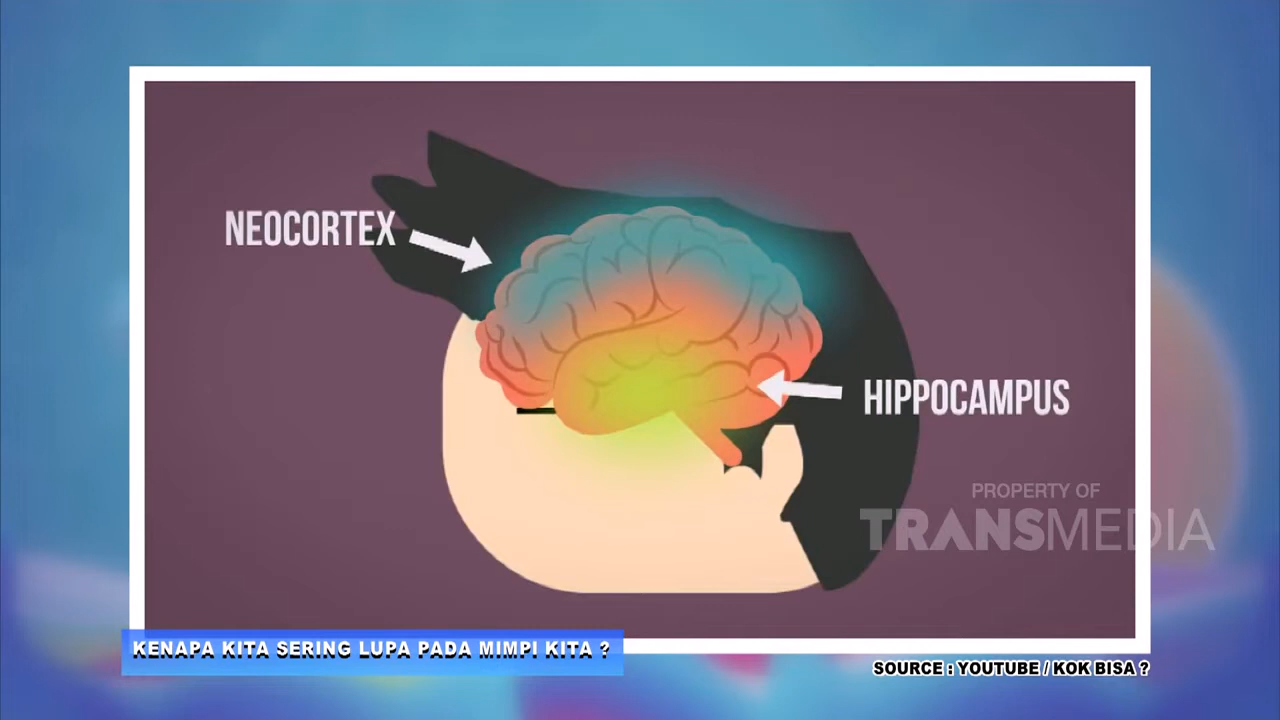 NEOCORTEX
HIPPOCAMPUS
PROPERTY OF
TRANSMEDIA
KENAPA KITA SERING LUPA PADA MIMPI KITA ?
SOURCE : YOUTUBE / KOK BISA ?